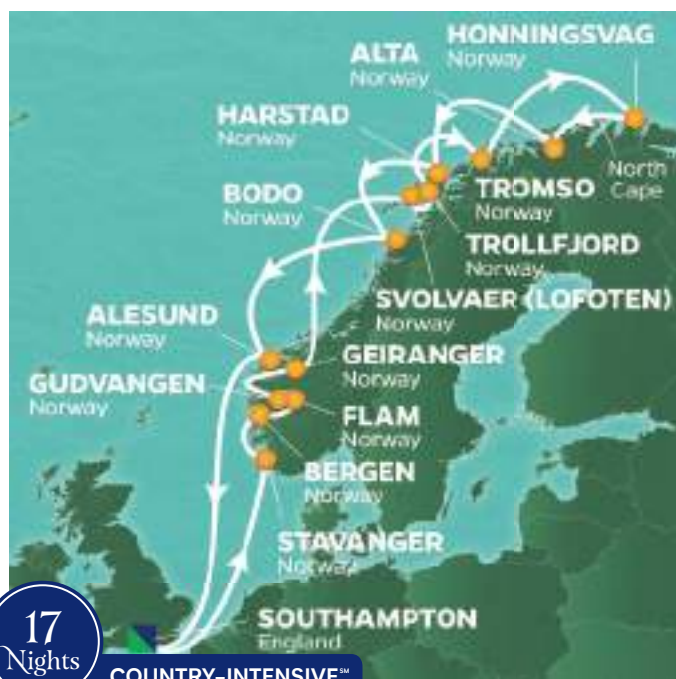 HONNINGSVAG
Norway
ALTA
Norway
HARSTAD
Norway
North
Cape
BODO
Norway
TROMSO
Norway
TROLLFJORD
Norway
SVOLVAER (LOFOTEN)
Norway
ALESUND
Norway
GEIRANGER
Norway
GUDVANGEN
Norway
FLAM
Norway
BERGEN
Norway
STAVANGER
Norway
SOUTHAMPTON
England
17
Nights
COUNTRY-INTENSIVE℠